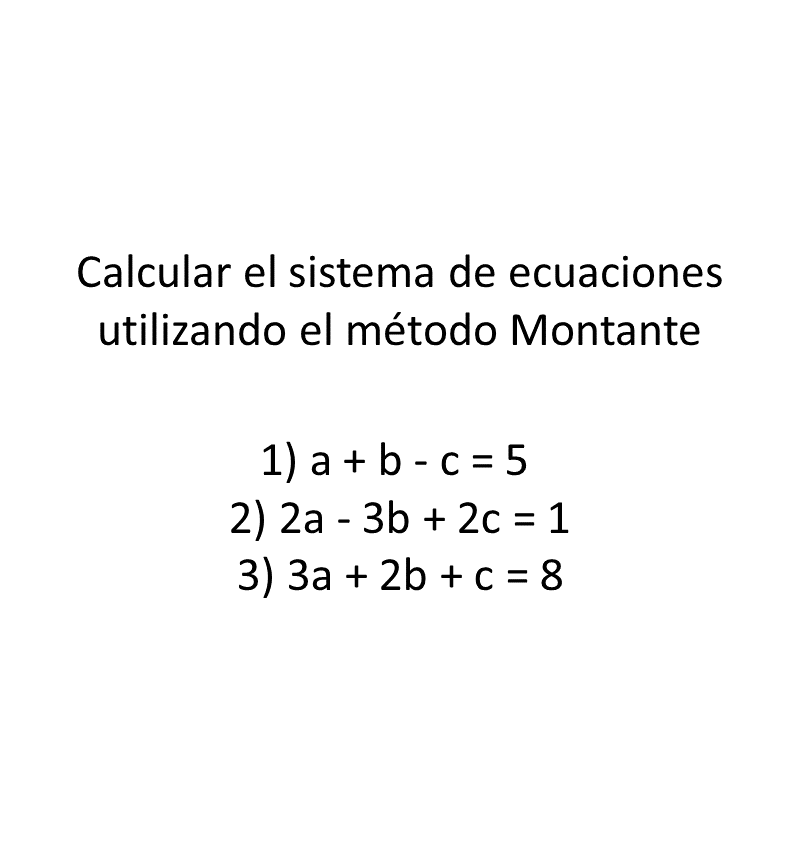 Calcular el sistema de ecuaciones
utilizando el método Montante
1) a + b - c = 5
2) 2a - 3b + 2c = 1
3) 3a + 2b + c = 8